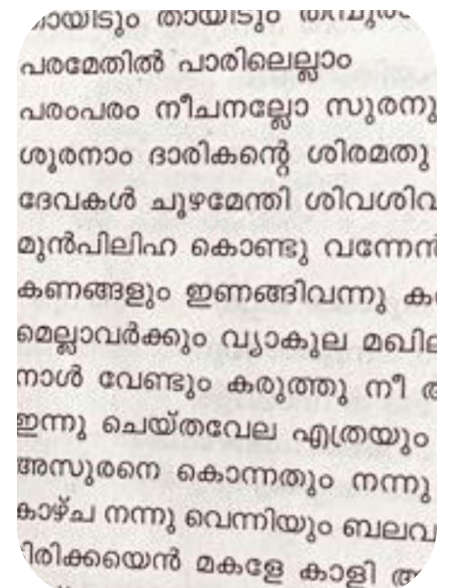 തായിടും
പരമേതിൽ പാരിലെല്ലാം
പരംപരം നീചനല്ലോ സുരനു
ശൂരനാം ദാരികന്റെ ശിരമതു
ദേവകൾ ചൂഴമേന്തി ശിവശിവ
മുൻപിലിഹ കൊണ്ടു വന്നേൻ
കണങ്ങളും ഇണങ്ങിവന്നു
മെല്ലാവർക്കും വ്യാകുല മഖില
നാൾ വേണ്ടും കരുത്തു നീ
ഇന്നു ചെയ്തവേല എത്രയും
അസുരനെ കൊന്നതും നന്നു
കാഴ്ച നന്നു വെന്നിയും ബലവ
ിരിക്കയെൻ മകളേ കാളി